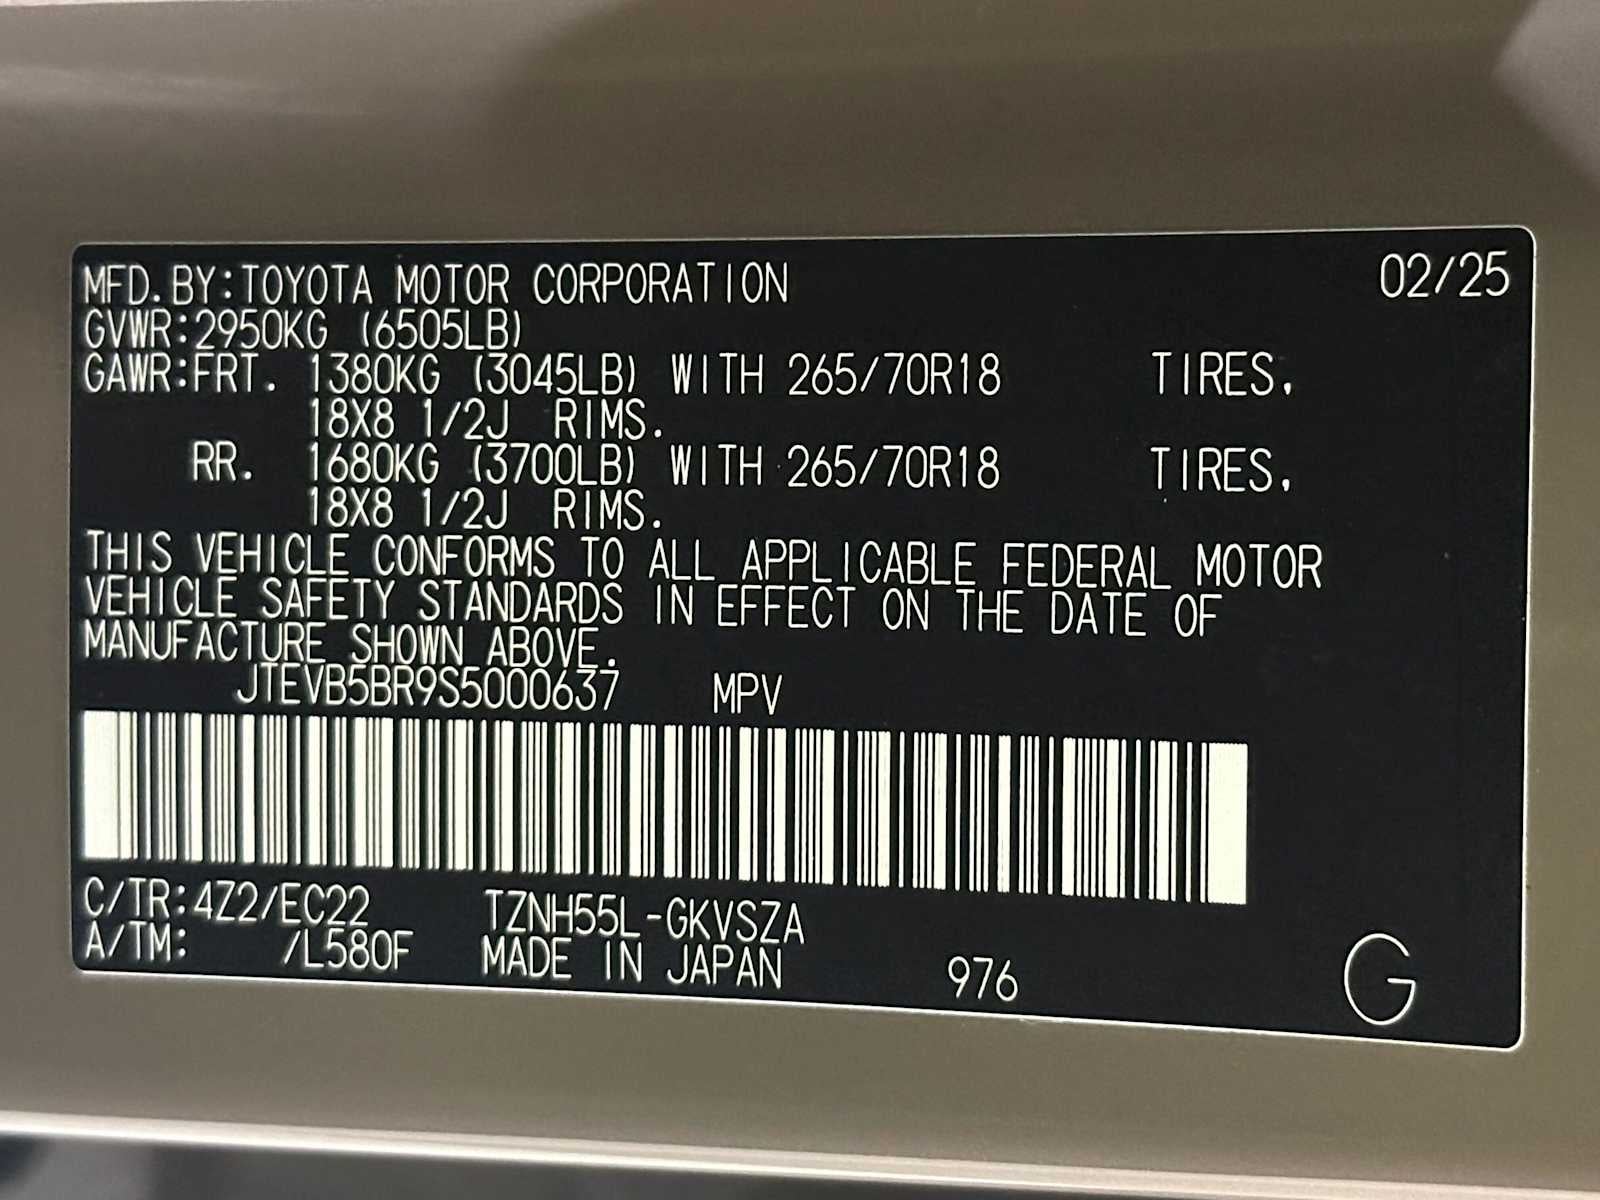 MFD.BY:TOYOTA MOTOR CORPORATION 02/25
GVWR:2950KG (6505LB)
GAWR:FRT. 1380KG (3045LB) WITH 265/70R18 TIRES,
18X8 1/2J RIMS.
RR. 1680KG (3700LB) WITH 265/70R18 TIRES,
18X8 1/2J RIMS.
THIS VEHICLE CONFORMS TO ALL APPLICABLE FEDERAL MOTOR
VEHICLE SAFETY STANDARDS IN EFFECT ON THE DATE OF
MANUFACTURE SHOWN ABOVE.
JTEVB5BR9S5000637 MPV
C/TR:4Z2/EC22 TZNH55L-GKVSZA
A/TM: /L580F MADE IN JAPAN 976 G